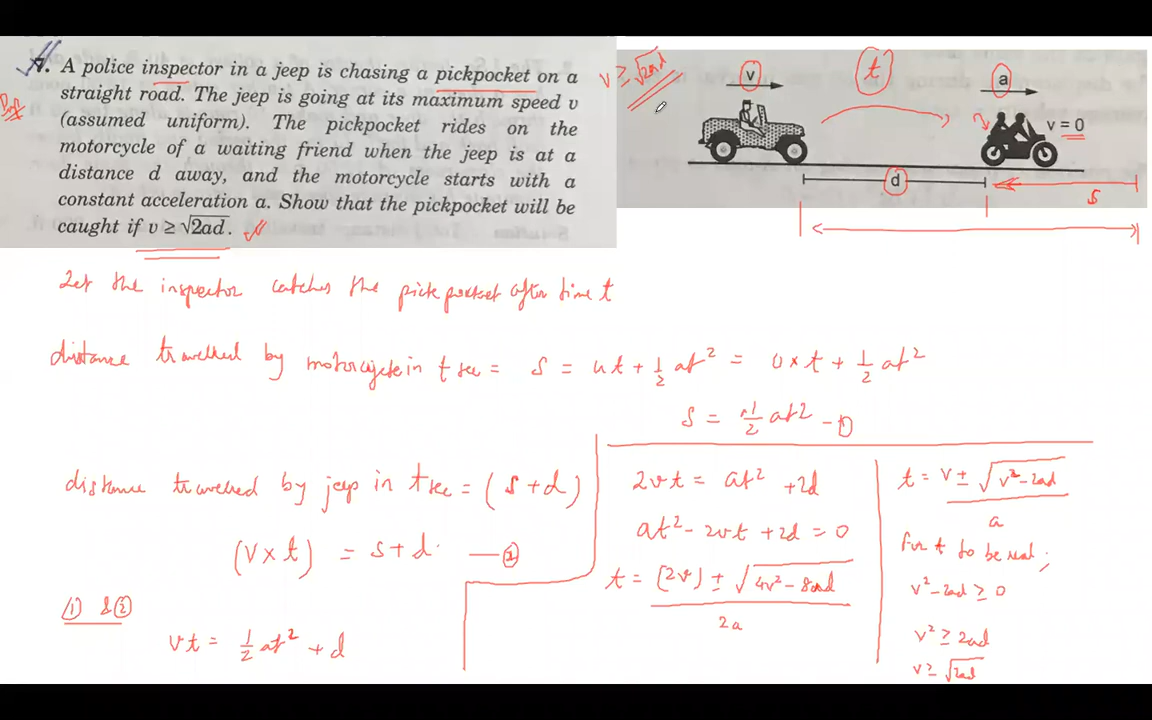 7. A police inspector in a jeep is chasing a pickpocket on a
straight road. The jeep is going at its maximum speed v
(assumed uniform). The pickpocket rides on the
motorcycle of a waiting friend when the jeep is at a
distance d away, and the motorcycle starts with a
constant acceleration a. Show that the pickpocket will be
caught if v ≥ √2ad.
v ≥ √2ad
v
t
a
v = 0
d
s
Let the inspector catches the pickpocket after time t
distance travelled by motorcycle in t sec = s = ut + 1/2 at² = 0 × t + 1/2 at²
s = 1/2 at² - ①
distance travelled by jeep in t sec = (s + d)
(v × t) = s + d — ②
① & ②
vt = 1/2 at² + d
2vt = at² + 2d
at² - 2vt + 2d = 0
t = (2v) ± √4v² - 8ad
2a
t = v ± √v² - 2ad
a
For t to be real;
v² - 2ad ≥ 0
v² ≥ 2ad
v ≥ √2ad